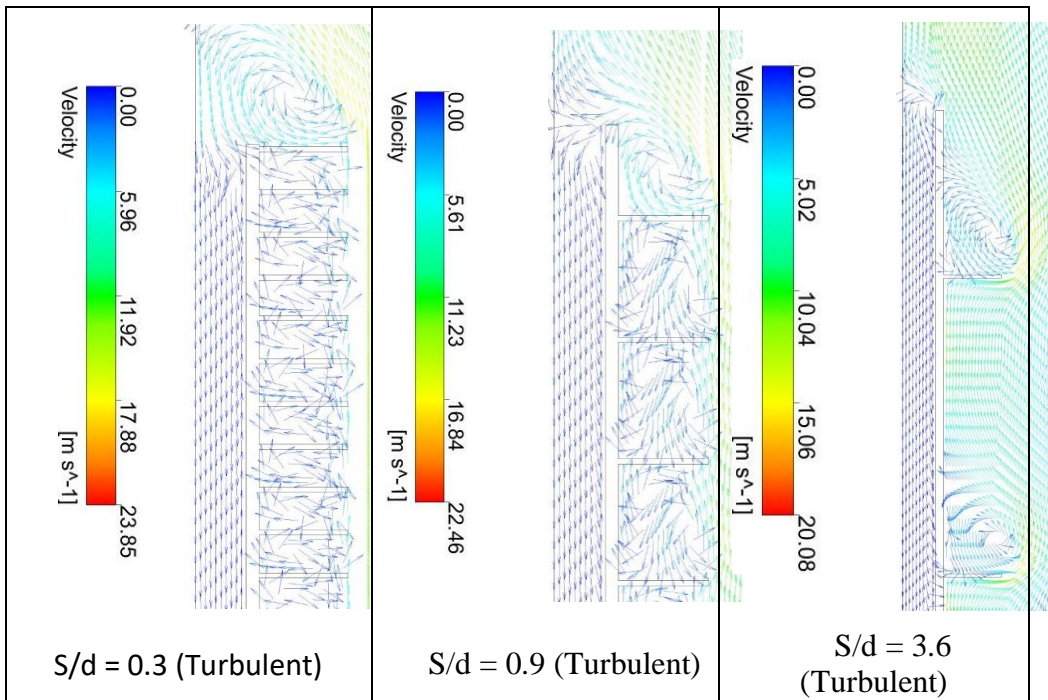 Velocity
0.00
5.96
11.92
17.88
23.85
[m s^-1]
S/d = 0.3 (Turbulent)
Velocity
0.00
5.61
11.23
16.84
22.46
[m s^-1]
S/d = 0.9 (Turbulent)
Velocity
0.00
5.02
10.04
15.06
20.08
[m s^-1]
S/d = 3.6
(Turbulent)